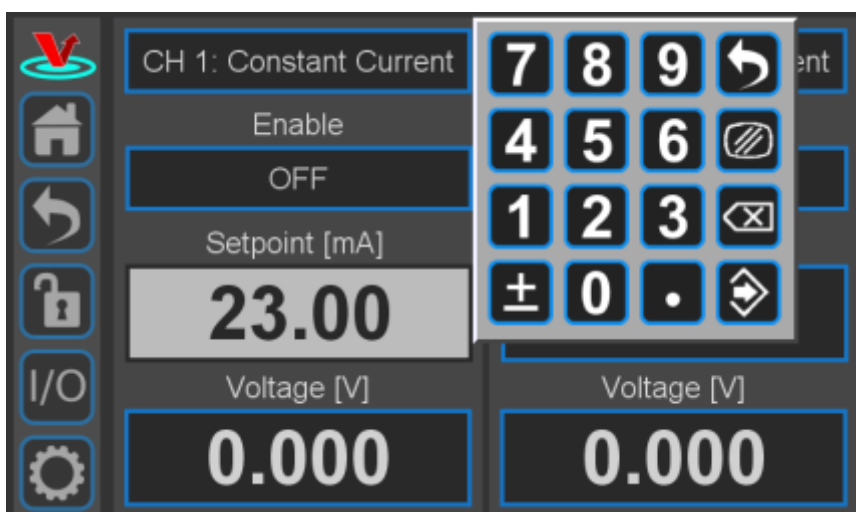 CH 1: Constant Current
ent
Enable
OFF
Setpoint [mA]
23.00
Voltage [V]
0.000
Voltage [V]
0.000
7 8 9
4 5 6
1 2 3
± 0 .
I/O